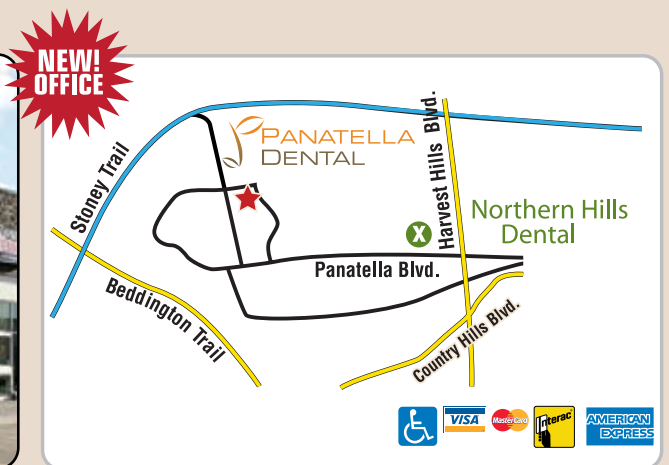 NEW!
OFFICE
PANATELLA
DENTAL
Stoney Trail
Harvest Hills Blvd.
X
Northern Hills
Dental
Panatella Blvd.
Beddington Trail
Country Hills Blvd.
VISA
MasterCard
Interac
AMERICAN
EXPRESS